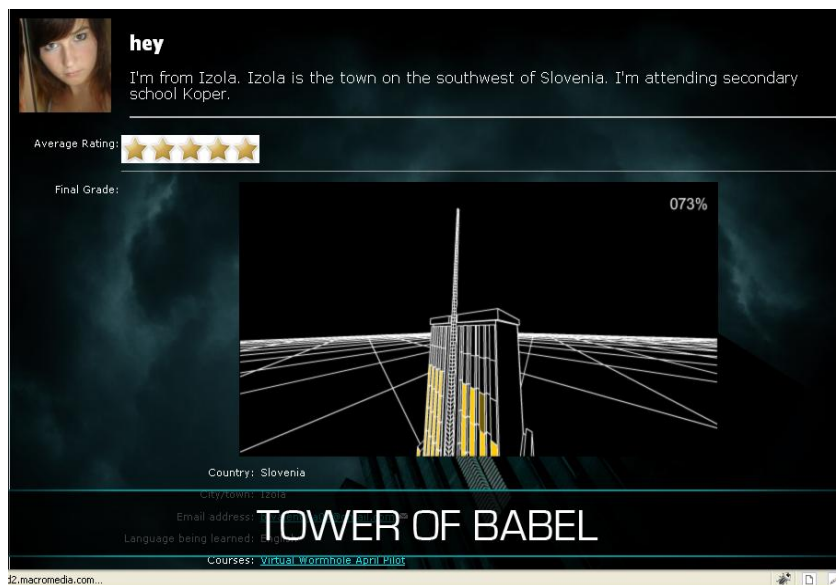 hey
I'm from Izola. Izola is the town on the southwest of Slovenia. I'm attending secondary
school Koper.
Average Rating:
Final Grade:
073%
Country: Slovenia
City/town: Izola
Email address:
Language being learned: English
TOWER OF BABEL
Courses: Virtual Wormhole April Pilot
d2.macromedia.com...